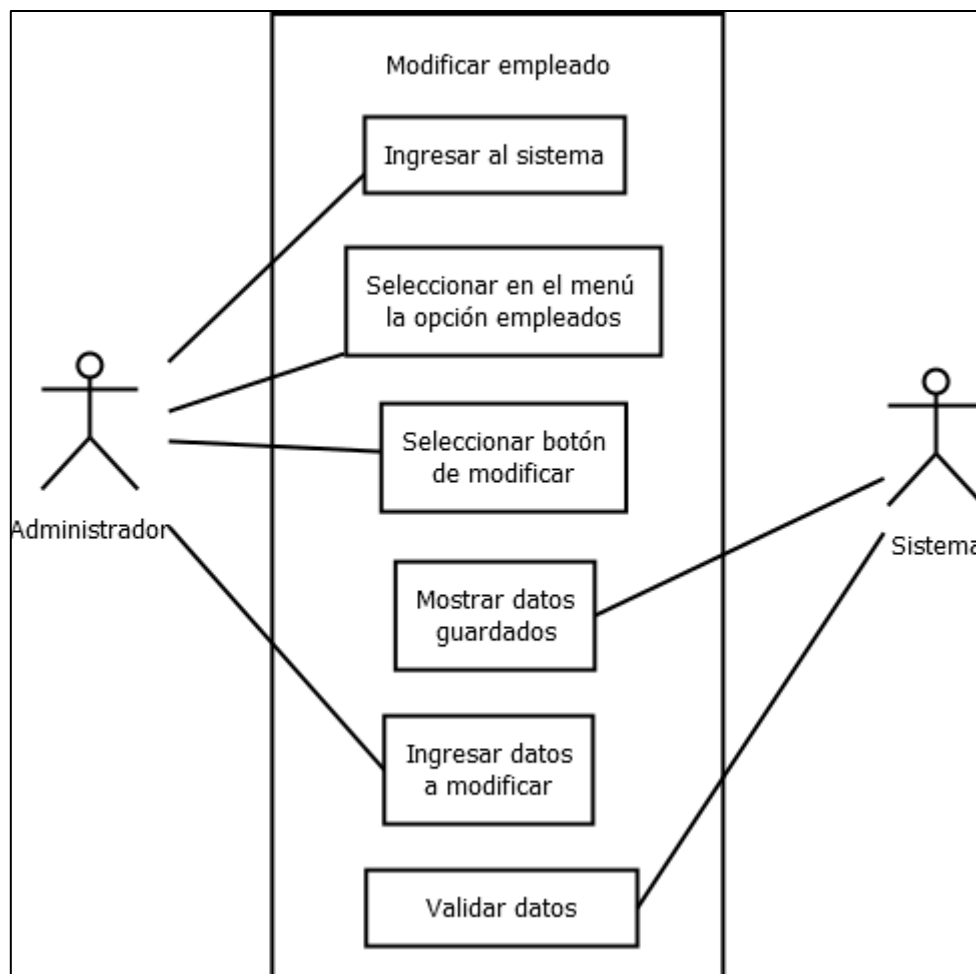 Modificar empleado
Ingresar al sistema
Seleccionar en el menú
la opción empleados
Seleccionar botón
de modificar
Administrador
Sistema
Mostrar datos
guardados
Ingresar datos
a modificar
Validar datos